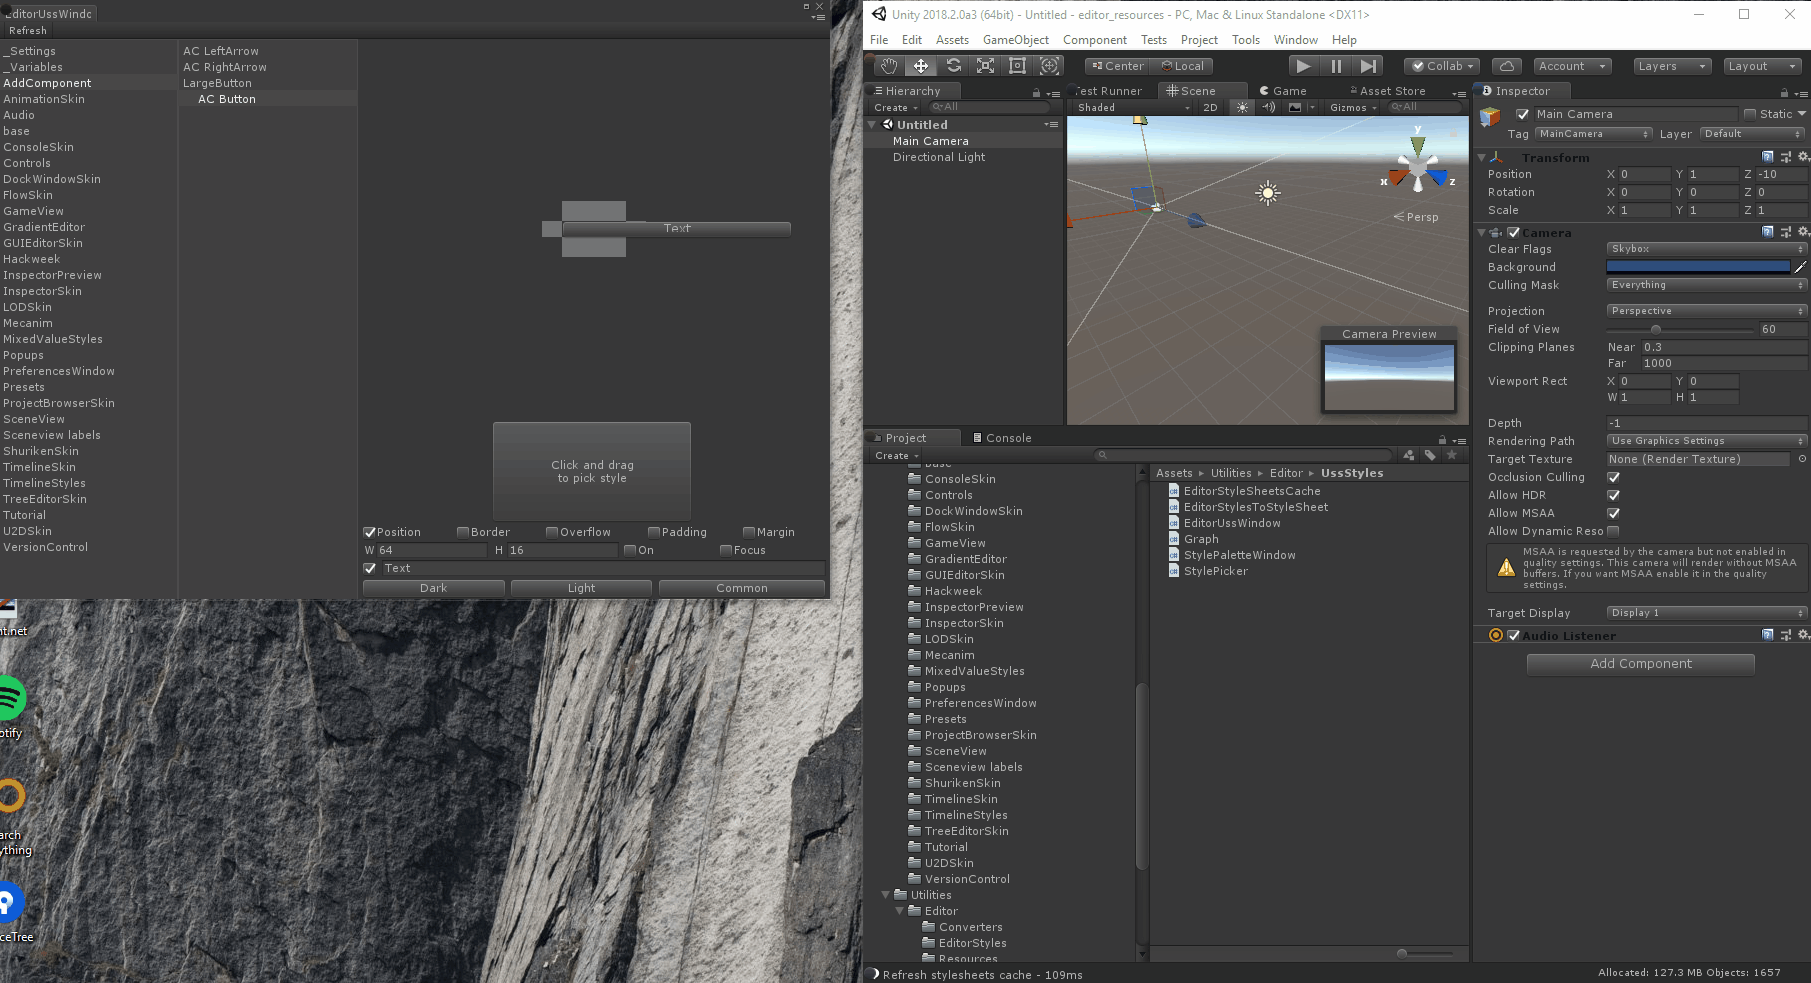 EditorUssWindo
Refresh
_Settings
_Variables
AddComponent
AnimationSkin
Audio
base
ConsoleSkin
Controls
DockWindowSkin
FlowSkin
GameView
GradientEditor
GUIEditorSkin
Hackweek
InspectorPreview
InspectorSkin
LODSkin
Mecanim
MixedValueStyles
Popups
PreferencesWindow
Presets
ProjectBrowserSkin
SceneView
Sceneview labels
ShurikenSkin
TimelineSkin
TimelineStyles
TreeEditorSkin
Tutorial
U2DSkin
VersionControl
AC LeftArrow
AC RightArrow
LargeButton
AC Button
Text
Click and drag
to pick style
Position Border Overflow Padding Margin
W 64 H 16 On Focus
Text
Dark Light Common
nt.net
otify
arch
ything
ceTree
Unity 2018.2.0a3 (64bit) - Untitled - editor_resources - PC, Mac & Linux Standalone <DX11>
File Edit Assets GameObject Component Tests Project Tools Window Help
Center Local Collab Account Layers Layout
Hierarchy
Create All
Untitled
Main Camera
Directional Light
Test Runner Scene Game Asset Store
Shaded 2D Gizmos All
y
x z
Persp
Camera Preview
Project Console
Create
base
ConsoleSkin
Controls
DockWindowSkin
FlowSkin
GameView
GradientEditor
GUIEditorSkin
Hackweek
InspectorPreview
InspectorSkin
LODSkin
Mecanim
MixedValueStyles
Popups
PreferencesWindow
Presets
ProjectBrowserSkin
SceneView
Sceneview labels
ShurikenSkin
TimelineSkin
TimelineStyles
TreeEditorSkin
Tutorial
U2DSkin
VersionControl
Utilities
Editor
Converters
EditorStyles
Resources
Assets Utilities Editor UssStyles
EditorStyleSheetsCache
EditorStylesToStyleSheet
EditorUssWindow
Graph
StylePaletteWindow
StylePicker
Refresh stylesheets cache - 109ms
Inspector
Main Camera Static
Tag MainCamera Layer Default
Transform
Position X 0 Y 1 Z -10
Rotation X 0 Y 0 Z 0
Scale X 1 Y 1 Z 1
Camera
Clear Flags Skybox
Background
Culling Mask Everything
Projection Perspective
Field of View 60
Clipping Planes Near 0.3
Far 1000
Viewport Rect X 0 Y 0
W 1 H 1
Depth -1
Rendering Path Use Graphics Settings
Target Texture None (Render Texture)
Occlusion Culling
Allow HDR
Allow MSAA
Allow Dynamic Reso
MSAA is requested by the camera but not enabled in
quality settings. This camera will render without MSAA
buffers. If you want MSAA enable it in the quality
settings.
Target Display Display 1
Audio Listener
Add Component
Allocated: 127.3 MB Objects: 1657